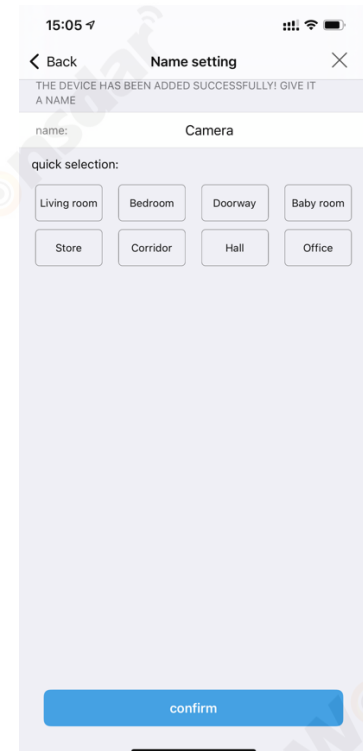 15:05
Back Name setting
THE DEVICE HAS BEEN ADDED SUCCESSFULLY! GIVE IT
A NAME
name: Camera
quick selection:
Living room Bedroom Doorway Baby room
Store Corridor Hall Office
confirm